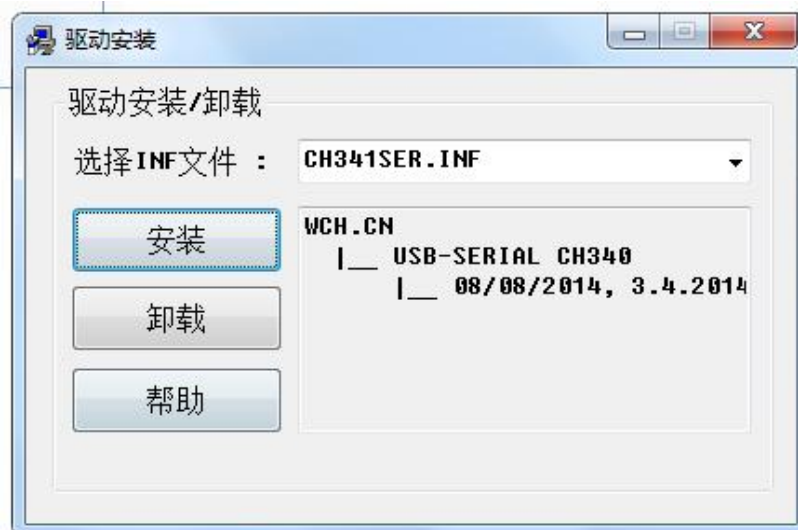 驱动安装
驱动安装/卸载
选择INF文件 : CH341SER.INF
安装
卸载
帮助
WCH.CN
|__ USB-SERIAL CH340
|__ 08/08/2014, 3.4.2014